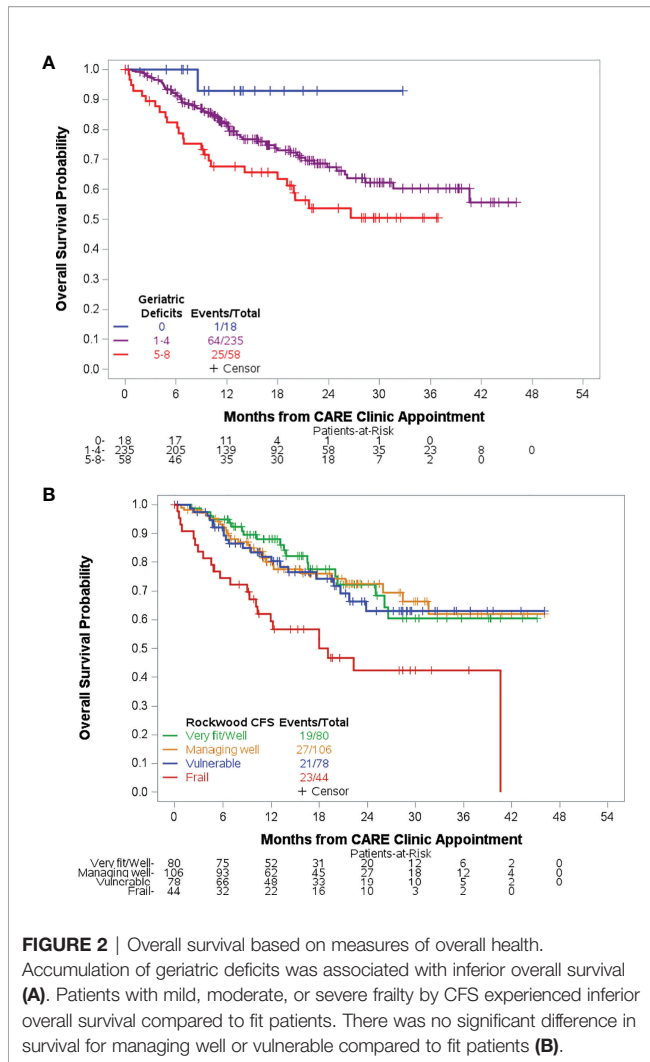 A
1.0
0.9
0.8
0.7
0.6
0.5
0.4
0.3
0.2
0.1
0.0
Overall Survival Probability
Geriatric
Deficits Events/Total
0 1/18
1-4 64/235
5-8 25/58
+ Censor
0 6 12 18 24 30 36 42 48 54
Months from CARE Clinic Appointment
Patients-at-Risk
0- 18 17 11 4 1 1 0
1-4- 235 205 139 92 58 35 23 8 0
5-8- 58 46 35 30 18 7 2 0
B
1.0
0.9
0.8
0.7
0.6
0.5
0.4
0.3
0.2
0.1
0.0
Overall Survival Probability
Rockwood CFS Events/Total
Very fit/Well 19/80
Managing well 27/106
Vulnerable 21/78
Frail 23/44
+ Censor
0 6 12 18 24 30 36 42 48 54
Months from CARE Clinic Appointment
Patients-at-Risk
Very fit/Well- 80 75 52 31 20 12 6 2 0
Managing well- 106 93 62 45 27 18 12 4 0
Vulnerable- 78 66 48 33 19 10 5 2 0
Frail- 44 32 22 16 10 3 2 0
FIGURE 2 | Overall survival based on measures of overall health.
Accumulation of geriatric deficits was associated with inferior overall survival
(A). Patients with mild, moderate, or severe frailty by CFS experienced inferior
overall survival compared to fit patients. There was no significant difference in
survival for managing well or vulnerable compared to fit patients (B).